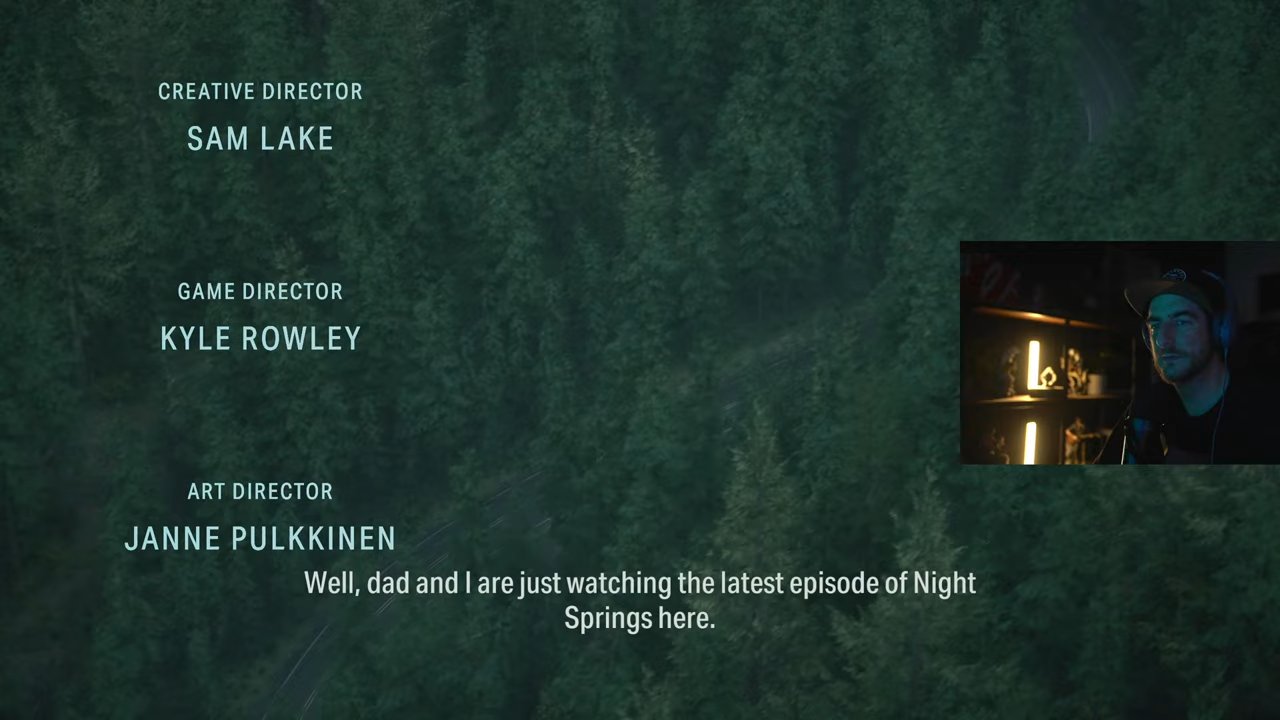 CREATIVE DIRECTOR
SAM LAKE
GAME DIRECTOR
KYLE ROWLEY
ART DIRECTOR
JANNE PULKKINEN
Well, dad and I are just watching the latest episode of Night
Springs here.